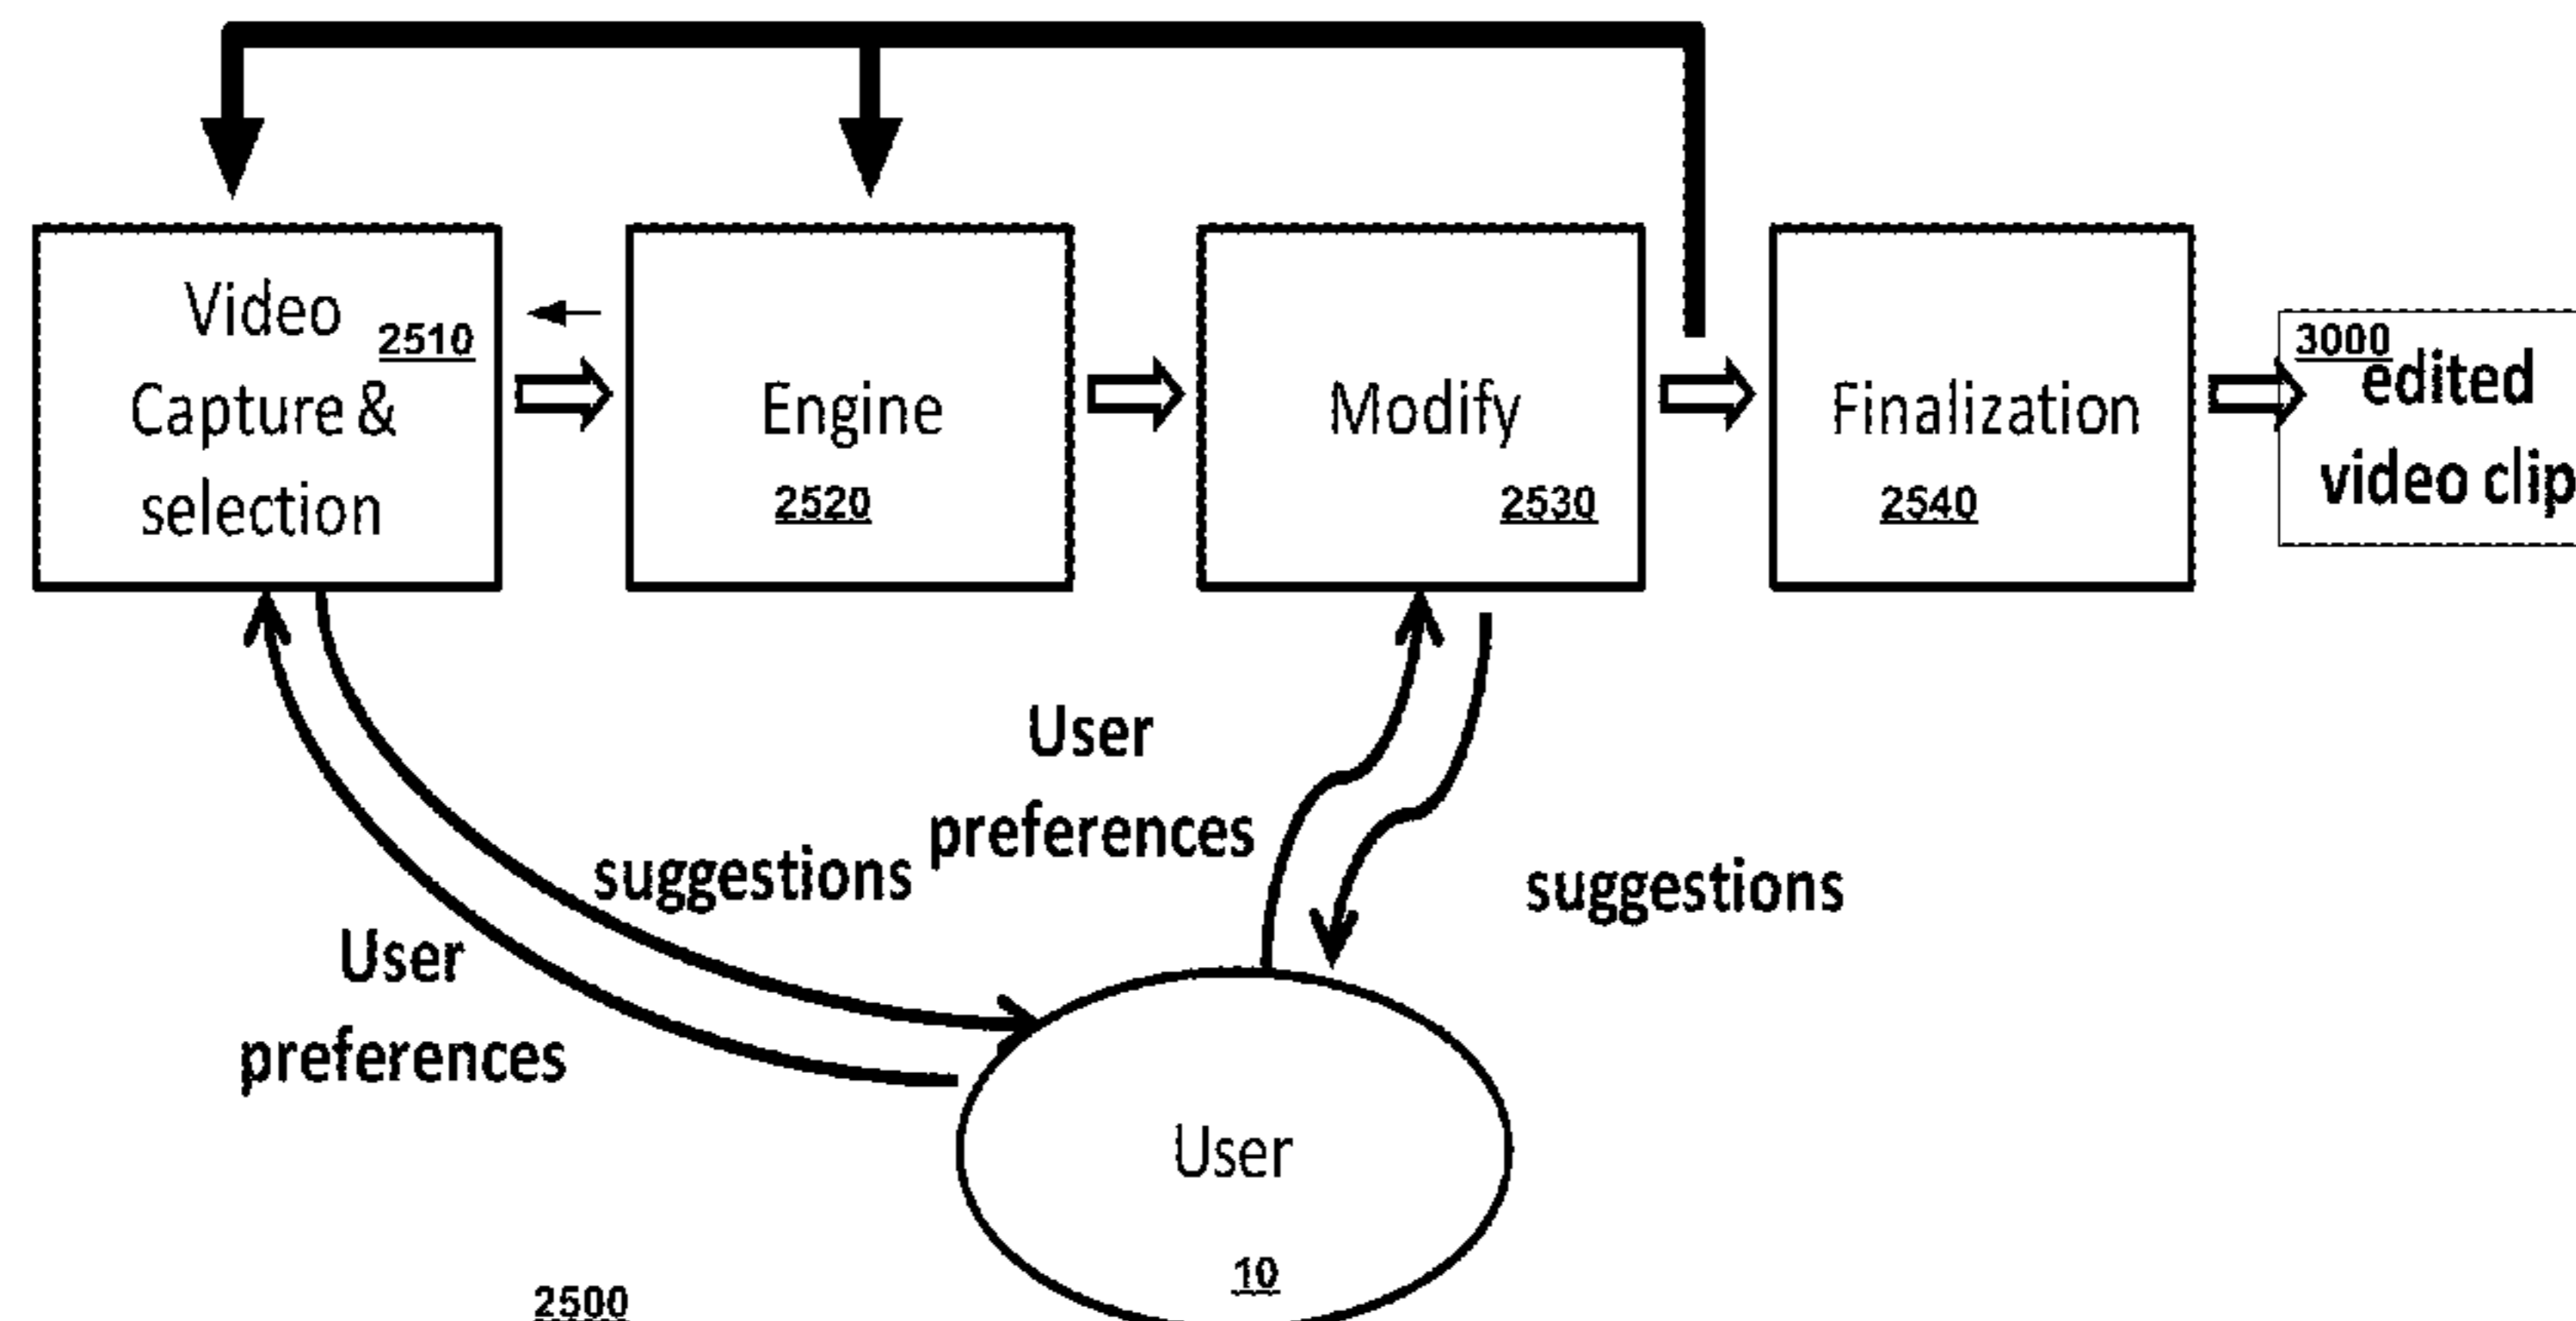 Video
2510
Capture &
selection
Engine
2520
Modify
2530
Finalization
2540
3000
edited
video clip
User
preferences
suggestions
User
preferences
suggestions
User
10
2500